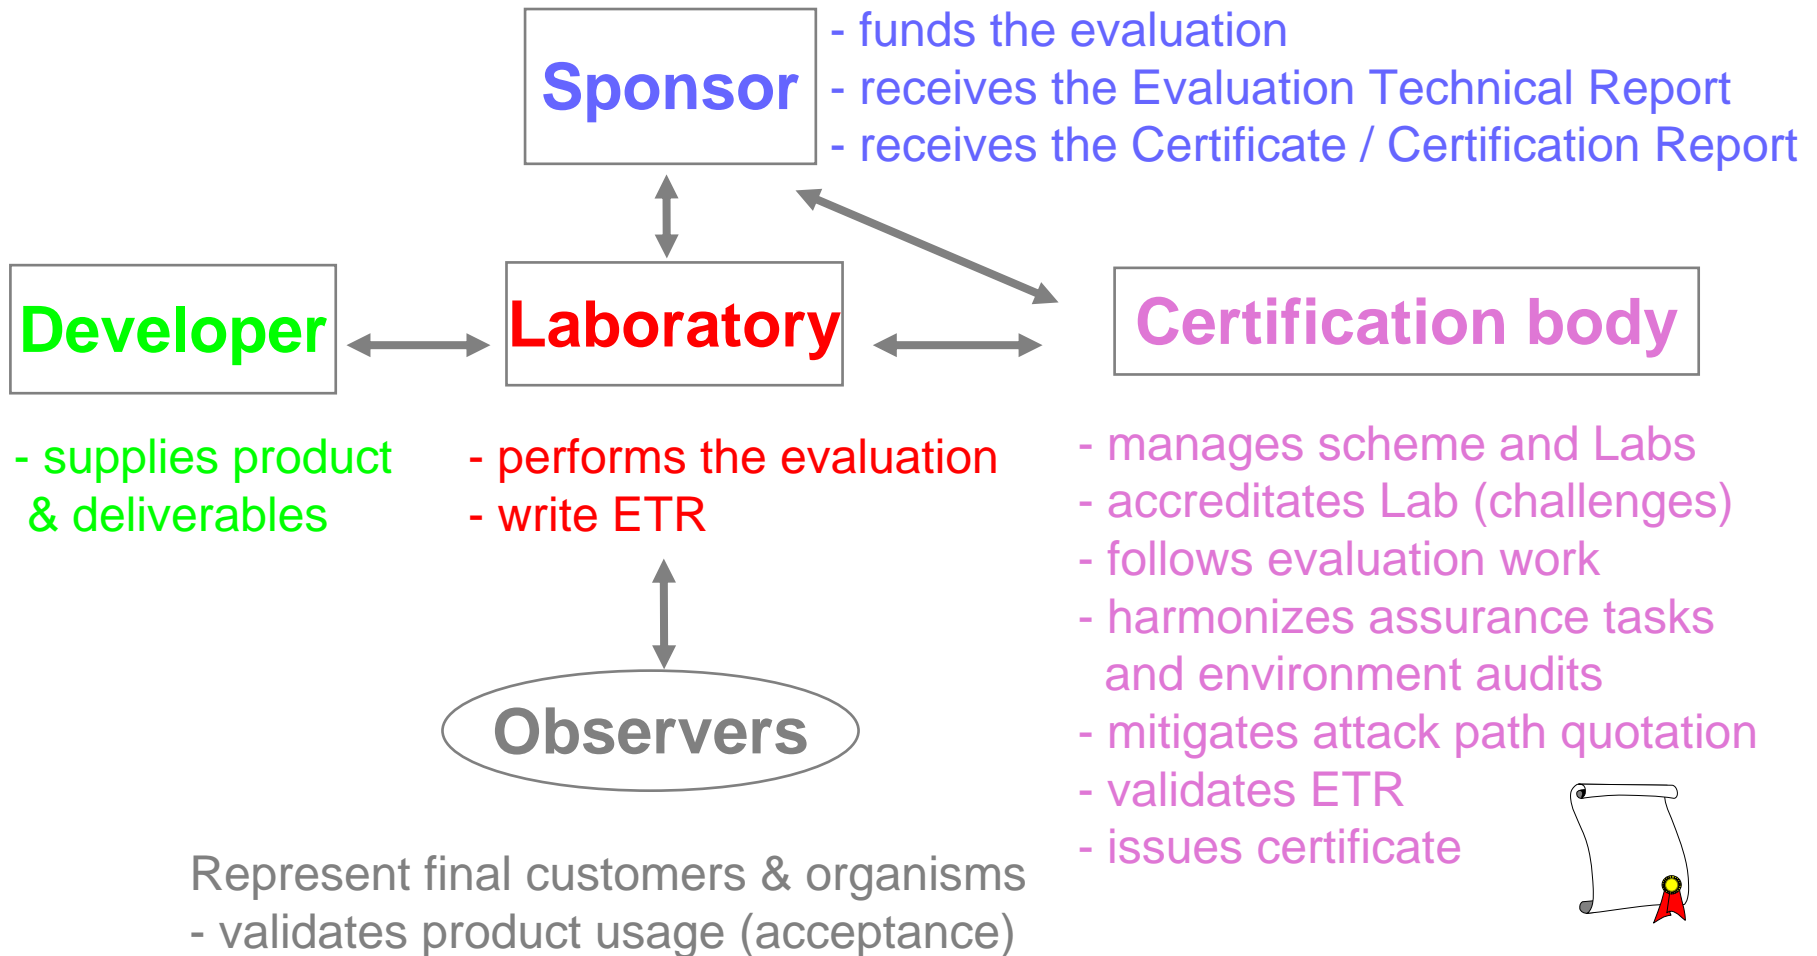 Sponsor
- funds the evaluation
- receives the Evaluation Technical Report
- receives the Certificate / Certification Report
Developer
- supplies product
& deliverables
Laboratory
- performs the evaluation
- write ETR
Certification body
- manages scheme and Labs
- accreditates Lab (challenges)
- follows evaluation work
- harmonizes assurance tasks
and environment audits
- mitigates attack path quotation
- validates ETR
- issues certificate
Observers
Represent final customers & organisms
- validates product usage (acceptance)